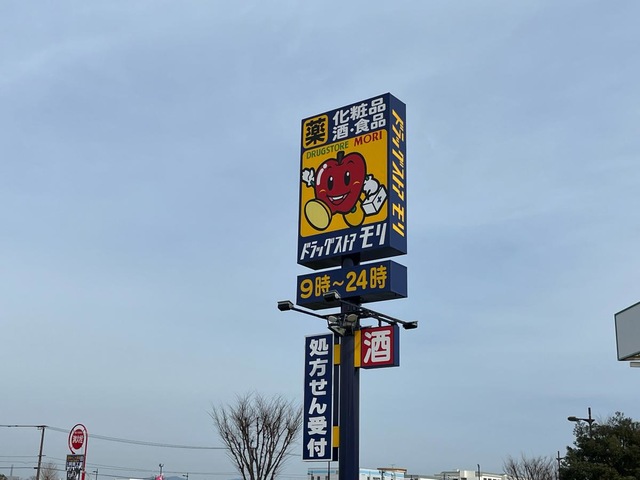 薬
化粧品
酒・食品
DRUGSTORE MORI
ドラッグストア モリ
ドラッグストア モリ
9時～24時
酒
処方せん受付